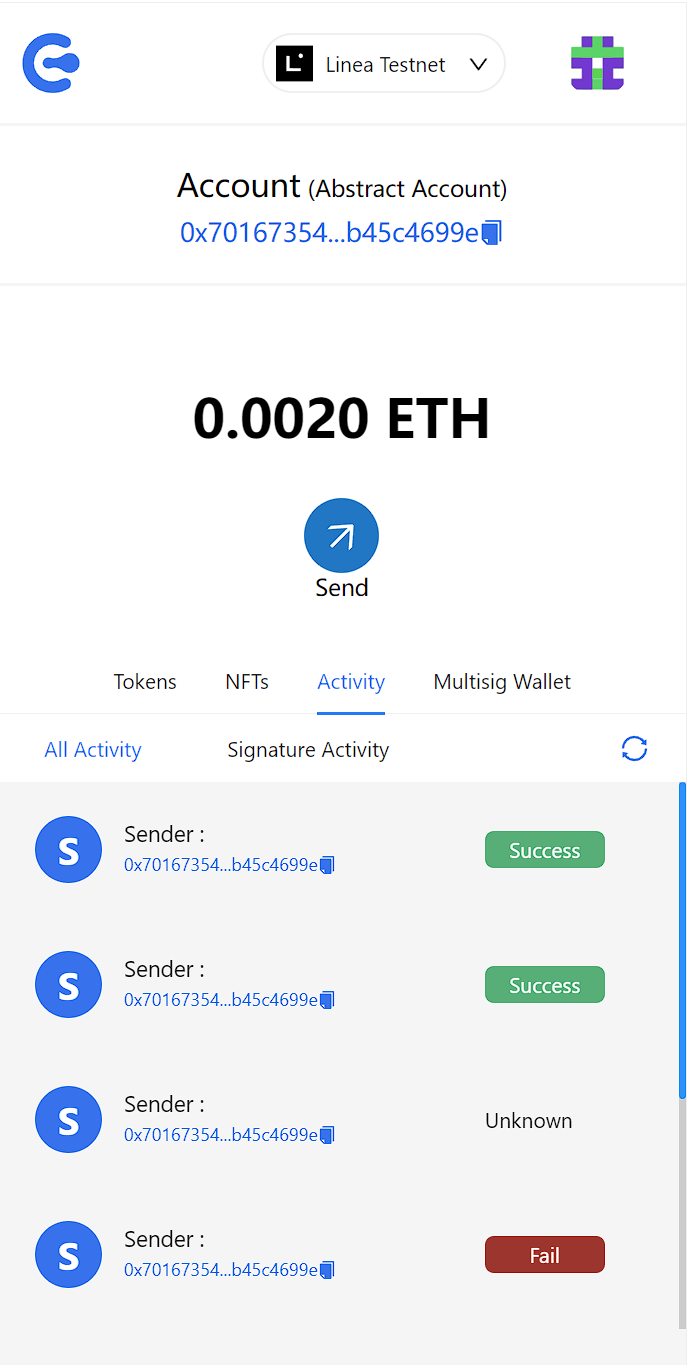 Linea Testnet
Account (Abstract Account)
0x70167354...b45c4699e
0.0020 ETH
Send
Tokens NFTs Activity Multisig Wallet
All Activity Signature Activity
S Sender :
0x70167354...b45c4699e
Success
S Sender :
0x70167354...b45c4699e
Success
S Sender :
0x70167354...b45c4699e
Unknown
S Sender :
0x70167354...b45c4699e
Fail